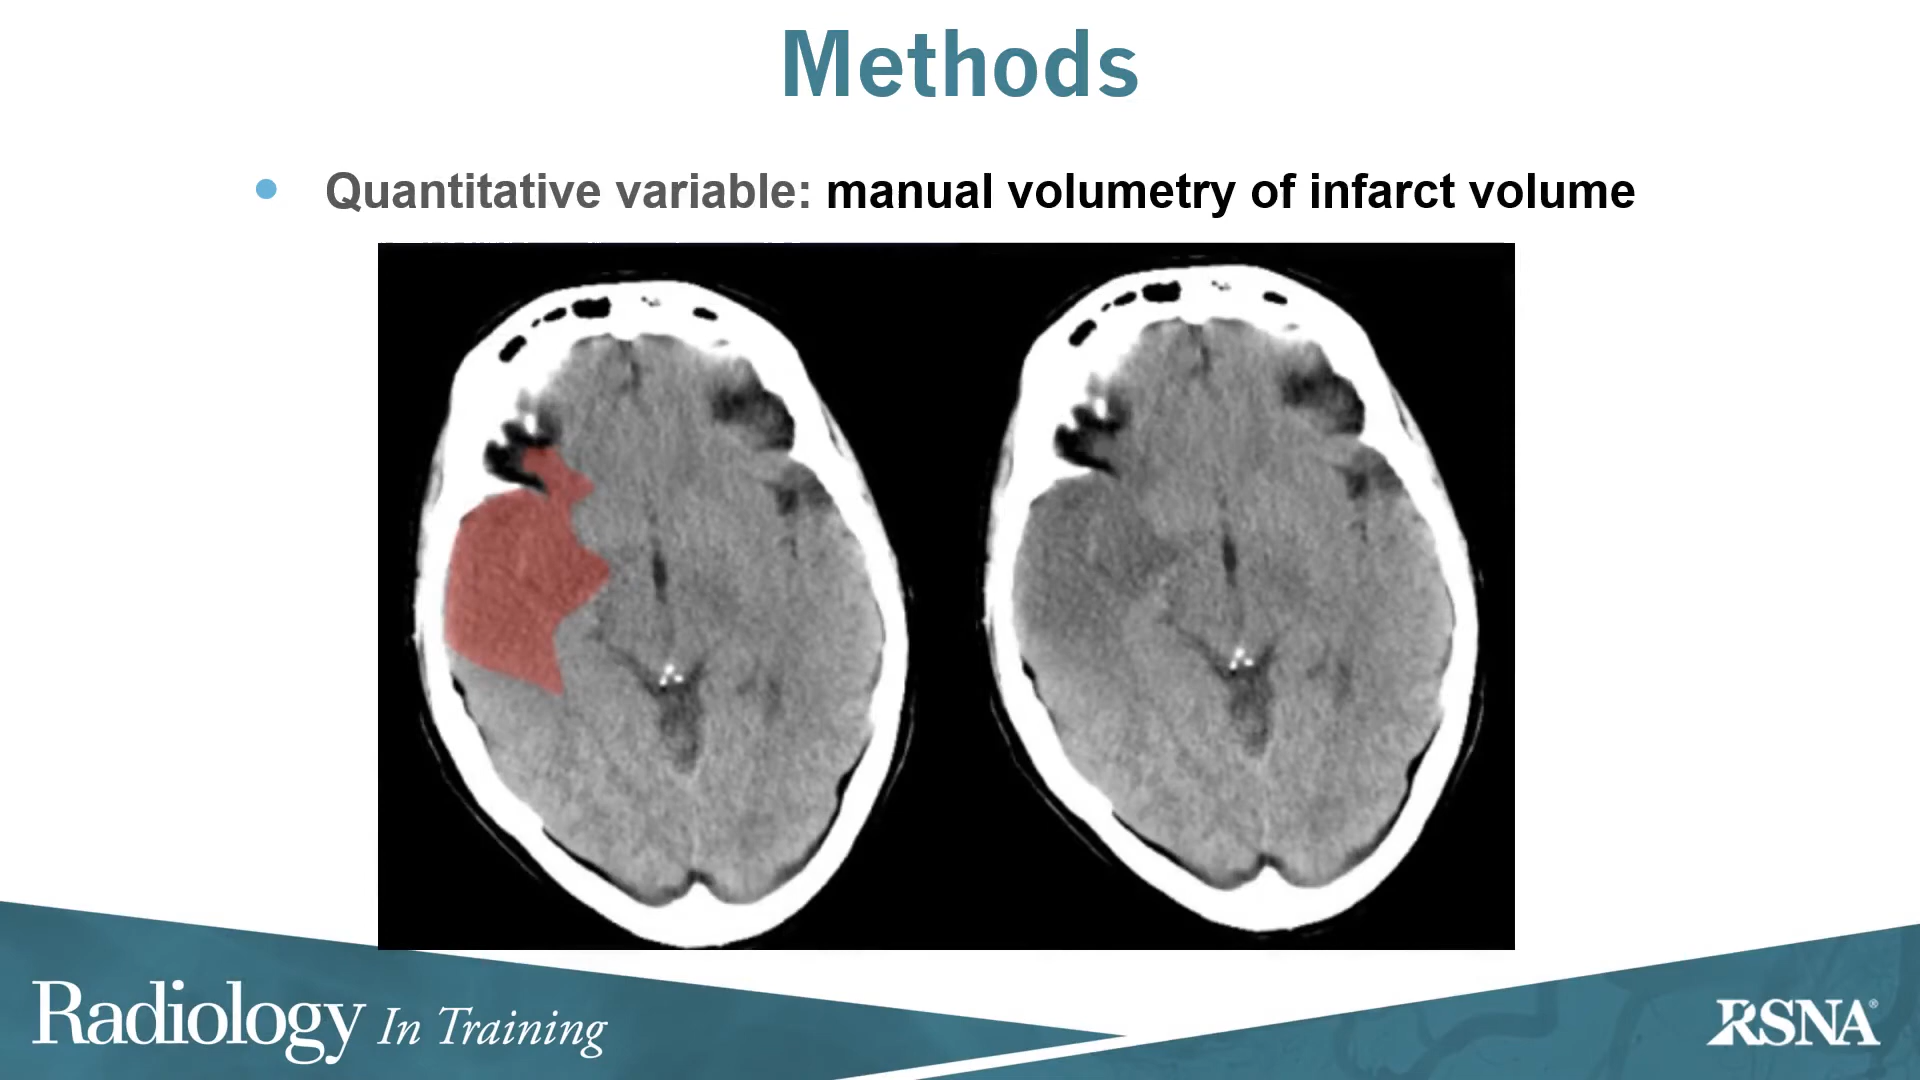 Methods
Quantitative variable: manual volumetry of infarct volume
Radiology In Training
RSNA®